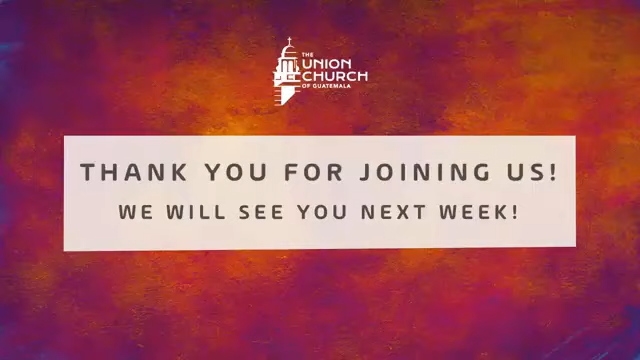 THE
UNION
CHURCH
OF GUATEMALA
THANK YOU FOR JOINING US!
WE WILL SEE YOU NEXT WEEK!